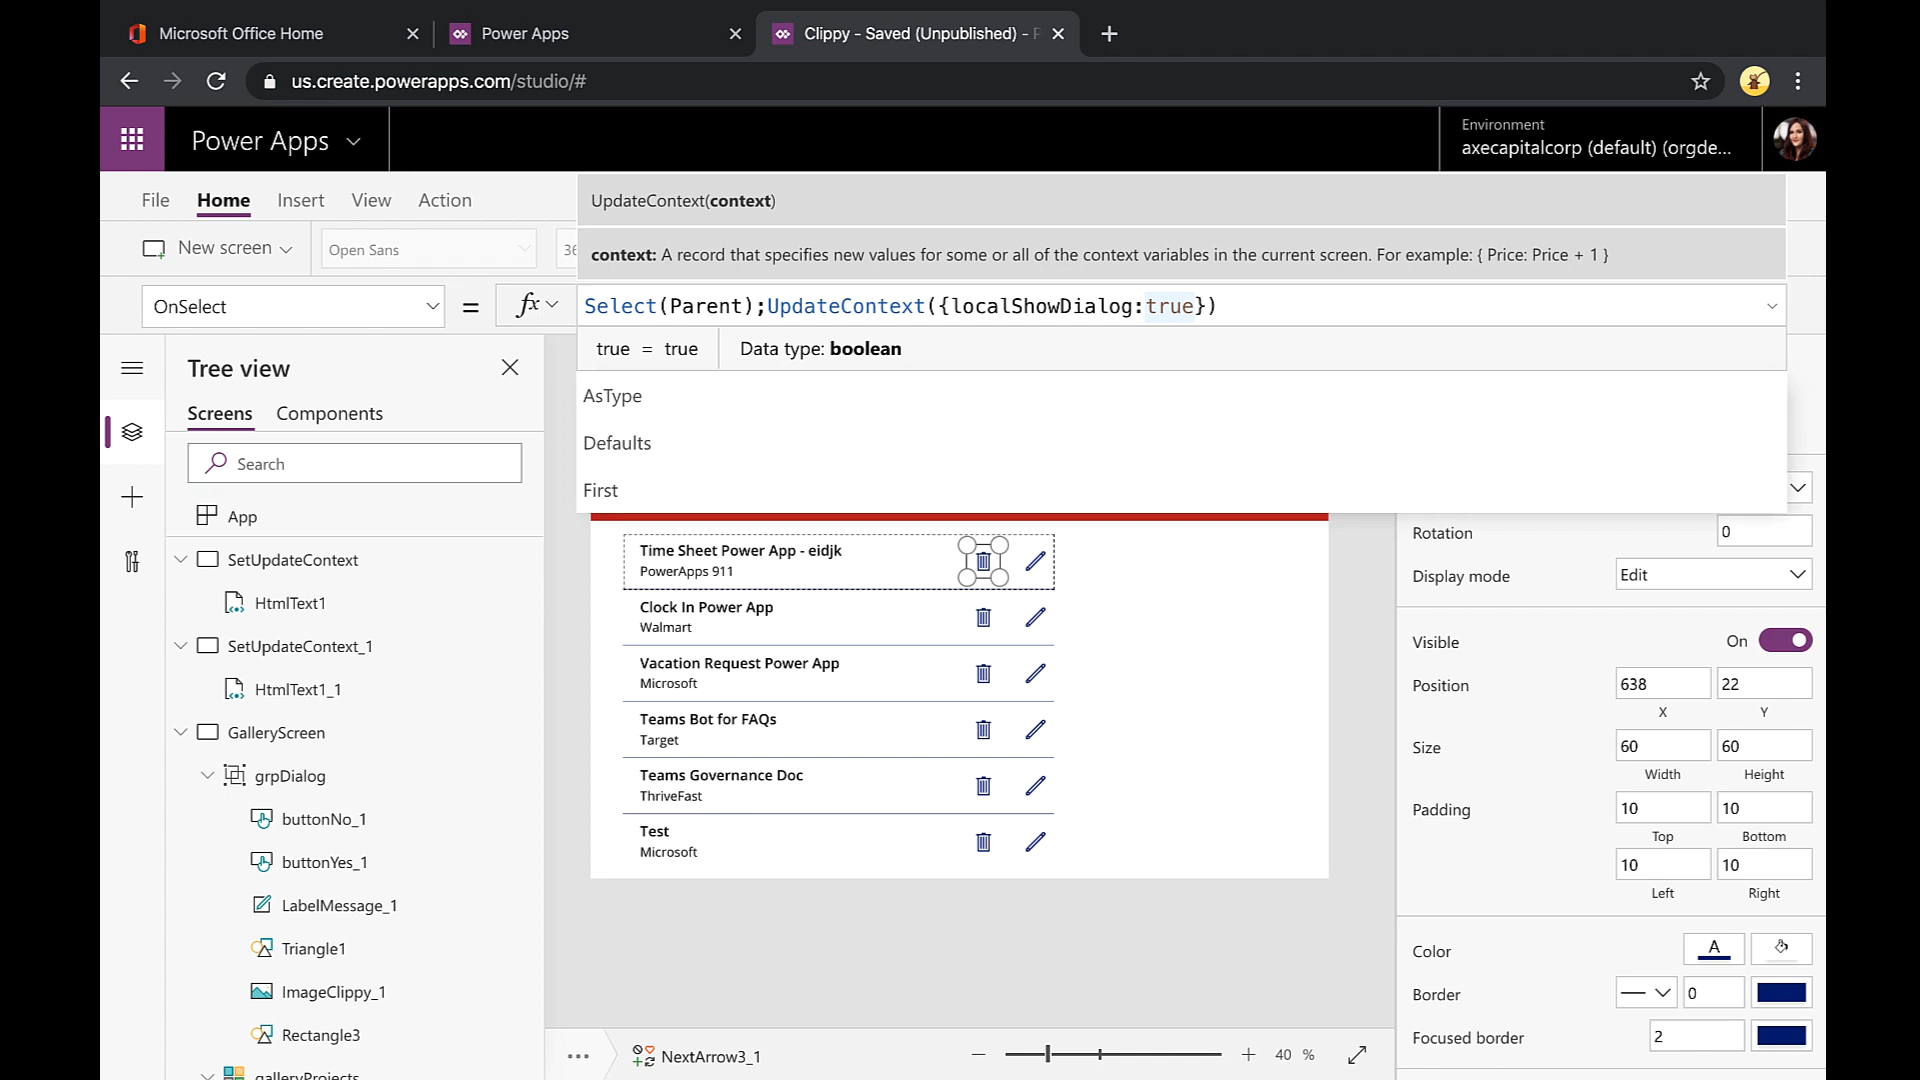 Microsoft Office Home
Power Apps
Clippy - Saved (Unpublished) - P
us.create.powerapps.com/studio/#
Power Apps
Environment
axecapitalcorp (default) (orgde...
File
Home
Insert
View
Action
UpdateContext(context)
New screen
Open Sans
36
context: A record that specifies new values for some or all of the context variables in the current screen. For example: { Price: Price + 1 }
OnSelect
=
fx
Select(Parent);UpdateContext({localShowDialog:true})
true = true
Data type: boolean
AsType
Defaults
First
Tree view
Screens
Components
Search
App
SetUpdateContext
HtmlText1
SetUpdateContext_1
HtmlText1_1
GalleryScreen
grpDialog
buttonNo_1
buttonYes_1
LabelMessage_1
Triangle1
ImageClippy_1
Rectangle3
galleryProjects
Time Sheet Power App - eidjk
PowerApps 911
Clock In Power App
Walmart
Vacation Request Power App
Microsoft
Teams Bot for FAQs
Target
Teams Governance Doc
ThriveFast
Test
Microsoft
NextArrow3_1
40 %
Rotation
0
Display mode
Edit
Visible
On
Position
638
22
X
Y
Size
60
60
Width
Height
Padding
10
10
Top
Bottom
10
10
Left
Right
Color
A
Border
0
Focused border
2